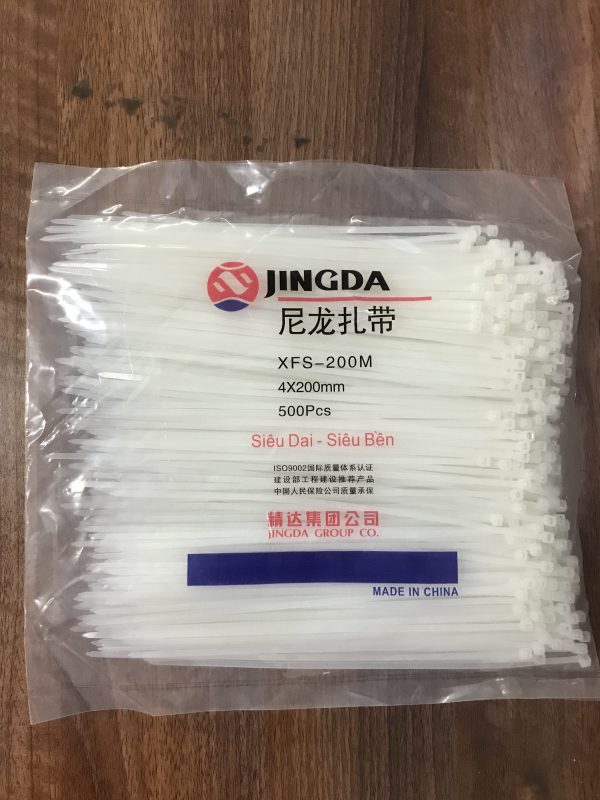 JINGDA
尼龙扎带
XFS-200M
4X200mm
500Pcs
Siêu Dai - Siêu Bền
ISO9002国际质量体系认证
建设部工程建设推荐产品
中国人民保险公司质量承保
精达集团公司
JINGDA GROUP CO.
MADE IN CHINA